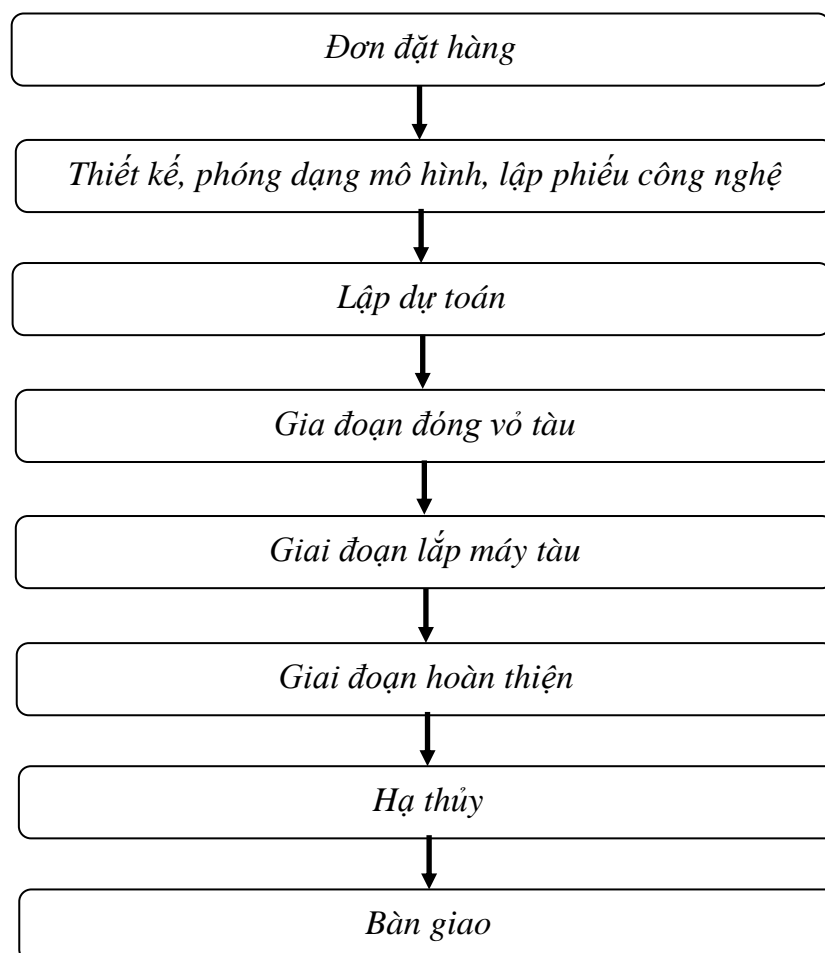 Đơn đặt hàng
Thiết kế, phóng dạng mô hình, lập phiếu công nghệ
Lập dự toán
Gia đoạn đóng vỏ tàu
Giai đoạn lắp máy tàu
Giai đoạn hoàn thiện
Hạ thủy
Bàn giao